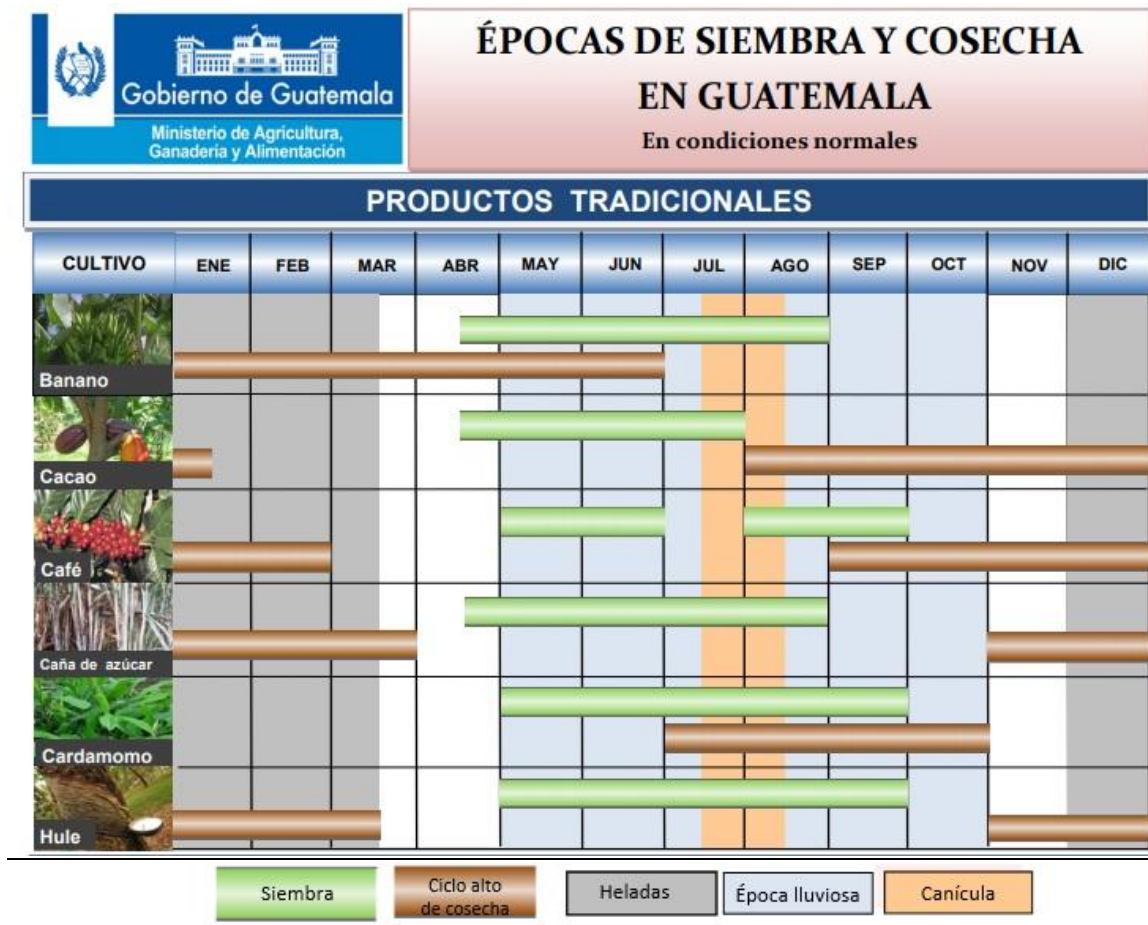 Gobierno de Guatemala
Ministerio de Agricultura,
Ganadería y Alimentación
ÉPOCAS DE SIEMBRA Y COSECHA
EN GUATEMALA
En condiciones normales
PRODUCTOS TRADICIONALES
CULTIVO ENE FEB MAR ABR MAY JUN JUL AGO SEP OCT NOV DIC
Banano
Cacao
Café
Caña de azúcar
Cardamomo
Hule
Siembra
Ciclo alto
de cosecha
Heladas
Época lluviosa
Canícula